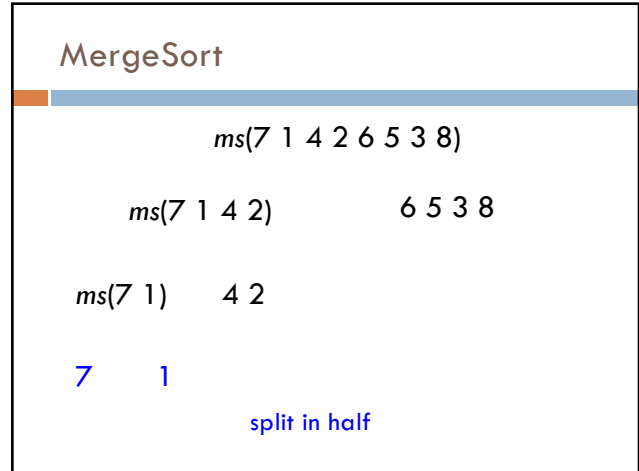 MergeSort
ms(7 1 4 2 6 5 3 8)
ms(7 1 4 2) 6 5 3 8
ms(7 1) 4 2
7 1
split in half